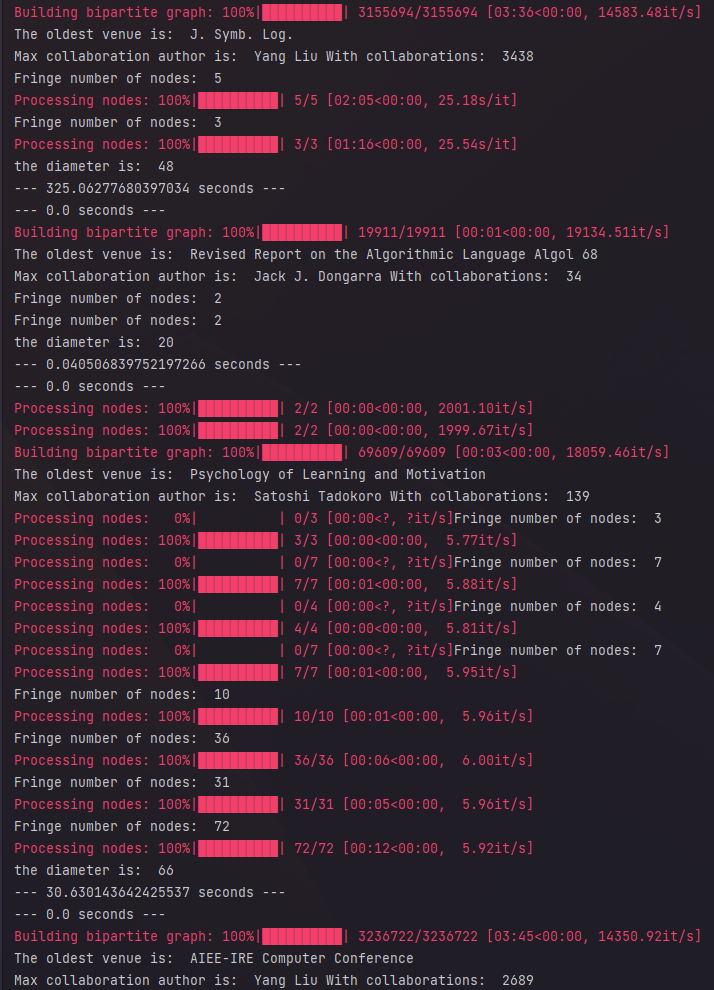 Building bipartite graph: 100%|██████████| 3155694/3155694 [03:36<00:00, 14583.48it/s]
The oldest venue is:  J. Symb. Log.
Max collaboration author is:  Yang Liu With collaborations:  3438
Fringe number of nodes:  5
Processing nodes: 100%|██████████| 5/5 [02:05<00:00, 25.18s/it]
Fringe number of nodes:  3
Processing nodes: 100%|██████████| 3/3 [01:16<00:00, 25.54s/it]
the diameter is:  48
--- 325.06277680397034 seconds ---
--- 0.0 seconds ---
Building bipartite graph: 100%|██████████| 19911/19911 [00:01<00:00, 19134.51it/s]
The oldest venue is:  Revised Report on the Algorithmic Language Algol 68
Max collaboration author is:  Jack J. Dongarra With collaborations:  34
Fringe number of nodes:  2
Fringe number of nodes:  2
the diameter is:  20
--- 0.040506839752197266 seconds ---
--- 0.0 seconds ---
Processing nodes: 100%|██████████| 2/2 [00:00<00:00, 2001.10it/s]
Processing nodes: 100%|██████████| 2/2 [00:00<00:00, 1999.67it/s]
Building bipartite graph: 100%|██████████| 69609/69609 [00:03<00:00, 18059.46it/s]
The oldest venue is:  Psychology of Learning and Motivation
Max collaboration author is:  Satoshi Tadokoro With collaborations:  139
Processing nodes:   0%|          | 0/3 [00:00<?, ?it/s]Fringe number of nodes:  3
Processing nodes: 100%|██████████| 3/3 [00:00<00:00,  5.77it/s]
Processing nodes:   0%|          | 0/7 [00:00<?, ?it/s]Fringe number of nodes:  7
Processing nodes: 100%|██████████| 7/7 [00:01<00:00,  5.88it/s]
Processing nodes:   0%|          | 0/4 [00:00<?, ?it/s]Fringe number of nodes:  4
Processing nodes: 100%|██████████| 4/4 [00:00<00:00,  5.81it/s]
Processing nodes:   0%|          | 0/7 [00:00<?, ?it/s]Fringe number of nodes:  7
Processing nodes: 100%|██████████| 7/7 [00:01<00:00,  5.95it/s]
Fringe number of nodes:  10
Processing nodes: 100%|██████████| 10/10 [00:01<00:00,  5.96it/s]
Fringe number of nodes:  36
Processing nodes: 100%|██████████| 36/36 [00:06<00:00,  6.00it/s]
Fringe number of nodes:  31
Processing nodes: 100%|██████████| 31/31 [00:05<00:00,  5.96it/s]
Fringe number of nodes:  72
Processing nodes: 100%|██████████| 72/72 [00:12<00:00,  5.92it/s]
the diameter is:  66
--- 30.630143642425537 seconds ---
--- 0.0 seconds ---
Building bipartite graph: 100%|██████████| 3236722/3236722 [03:45<00:00, 14350.92it/s]
The oldest venue is:  AIEE-IRE Computer Conference
Max collaboration author is:  Yang Liu With collaborations:  2689